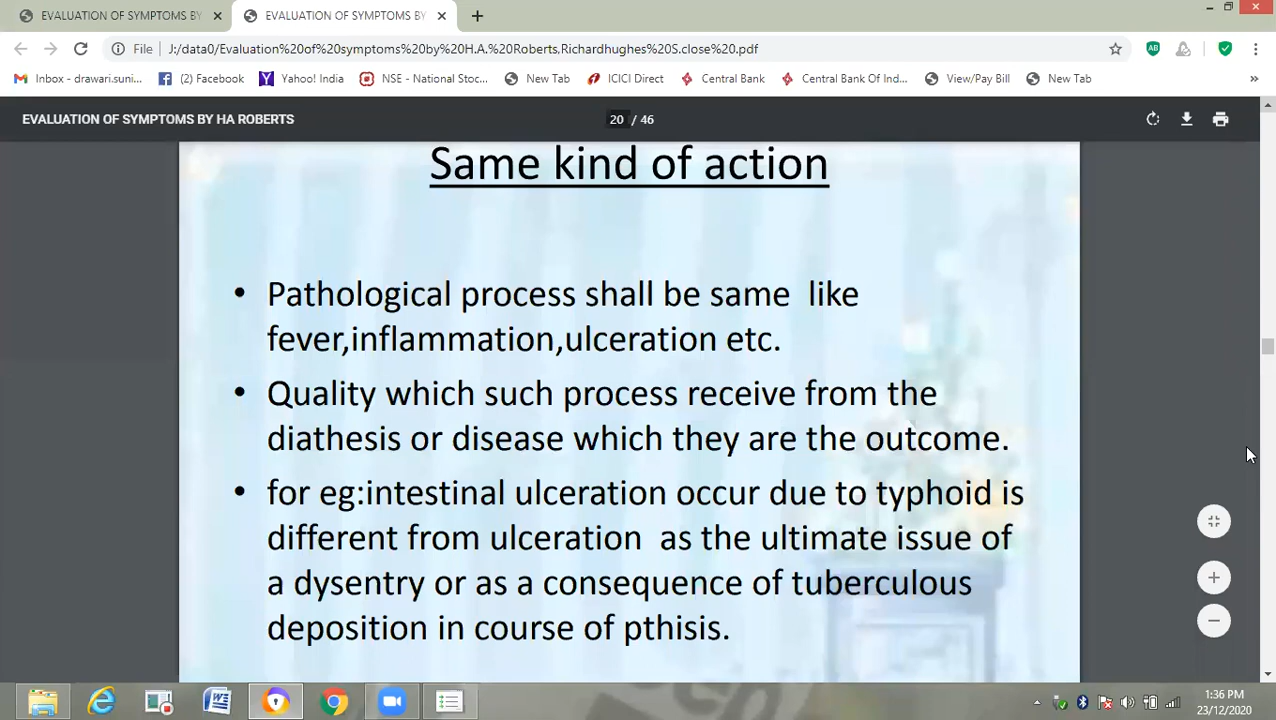 EVALUATION OF SYMPTOMS BY
EVALUATION OF SYMPTOMS BY
File
J:/data0/Evaluation%20of%20symptoms%20by%20H.A.%20Roberts.Richardhughes%20S.close%20.pdf
AB
Inbox - drawari.suni...
(2) Facebook
Yahoo! India
NSE - National Stoc...
New Tab
ICICI Direct
Central Bank
Central Bank Of Ind...
View/Pay Bill
New Tab
»
EVALUATION OF SYMPTOMS BY HA ROBERTS
20 / 46
Same kind of action
• Pathological process shall be same like
fever,inflammation,ulceration etc.
• Quality which such process receive from the
diathesis or disease which they are the outcome.
• for eg:intestinal ulceration occur due to typhoid is
different from ulceration as the ultimate issue of
a dysentry or as a consequence of tuberculous
deposition in course of pthisis.
1:36 PM
23/12/2020